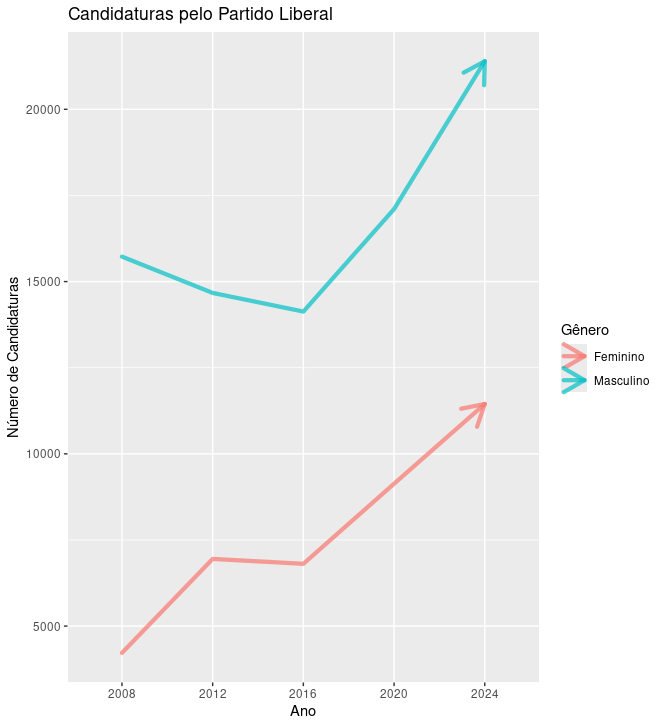 Candidaturas pelo Partido Liberal
Número de Candidaturas
20000
15000
10000
5000
2008 2012 2016 2020 2024
Ano
Gênero
Feminino
Masculino